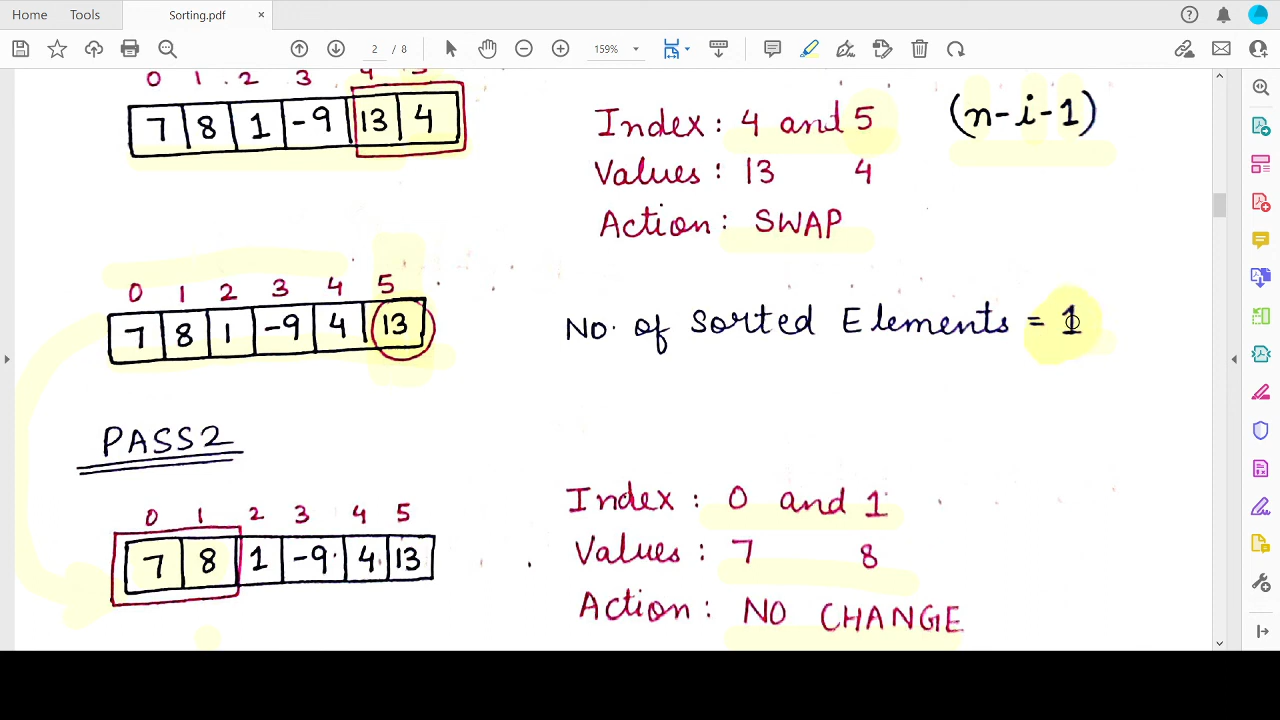 Home Tools Sorting.pdf ×
2 / 8 159%
0 1 2 3 4 5
7 8 1 -9 13 4
Index: 4 and 5 (n-i-1)
Values: 13 4
Action: SWAP
0 1 2 3 4 5
7 8 1 -9 4 13
No. of Sorted Elements = 1
PASS2
0 1 2 3 4 5
7 8 1 -9 4 13
Index: 0 and 1
Values: 7 8
Action: NO CHANGE